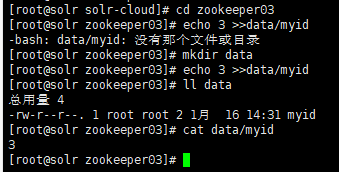 [root@solr solr-cloud]# cd zookeeper03
[root@solr zookeeper03]# echo 3 >>data/myid
-bash: data/myid: 没有那个文件或目录
[root@solr zookeeper03]# mkdir data
[root@solr zookeeper03]# echo 3 >>data/myid
[root@solr zookeeper03]# ll data
总用量 4
-rw-r--r--. 1 root root 2 1月  16 14:31 myid
[root@solr zookeeper03]# cat data/myid
3
[root@solr zookeeper03]#